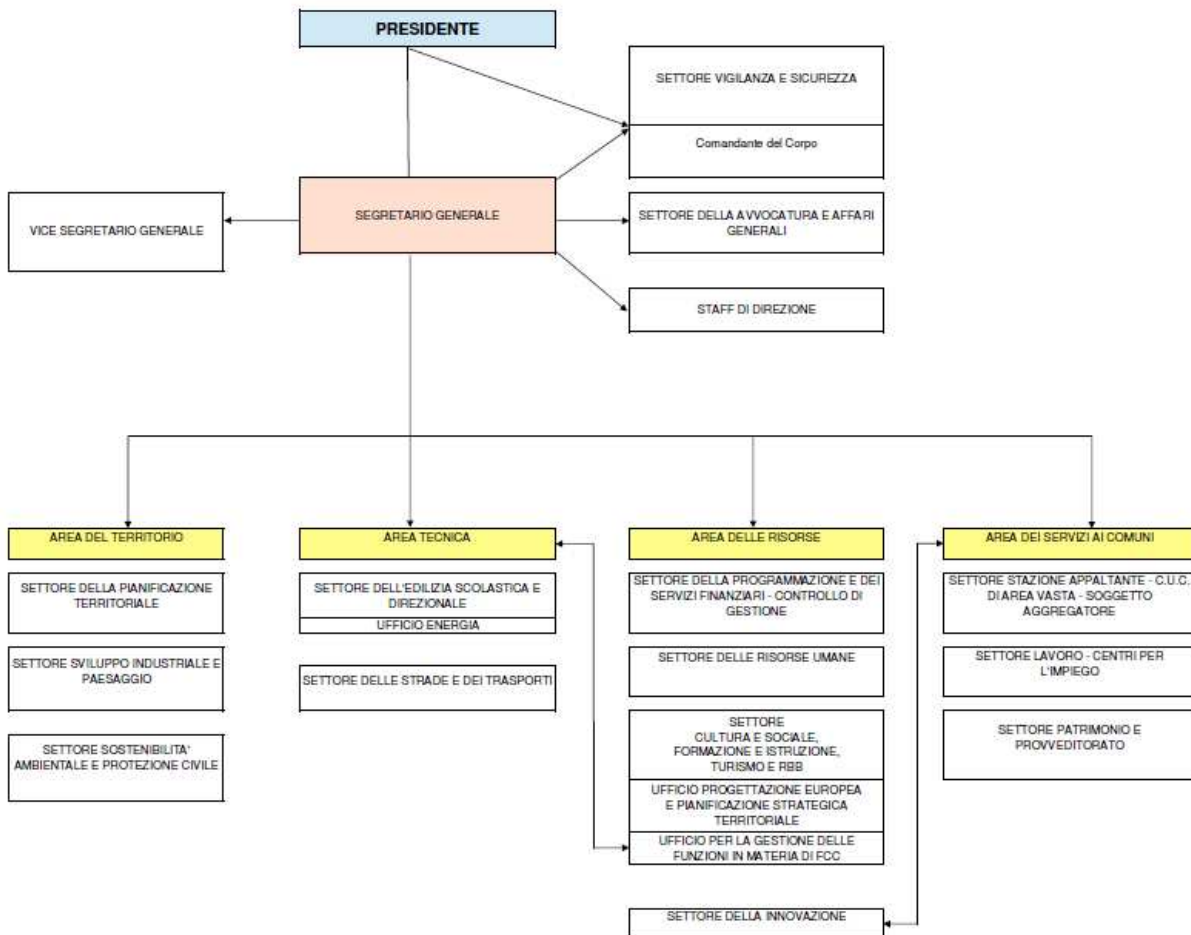 PRESIDENTE
SETTORE VIGILANZA E SICUREZZA
Comandante del Corpo
SEGRETARIO GENERALE
VICE SEGRETARIO GENERALE
SETTORE DELLA AVVOCATURA E AFFARI
GENERALI
STAFF DI DIREZIONE
AREA DEL TERRITORIO
SETTORE DELLA PIANIFICAZIONE
TERRITORIALE
SETTORE SVILUPPO INDUSTRIALE E
PAESAGGIO
SETTORE SOSTENIBILITA'
AMBIENTALE E PROTEZIONE CIVILE
AREA TECNICA
SETTORE DELL'EDILIZIA SCOLASTICA E
DIREZIONALE
UFFICIO ENERGIA
SETTORE DELLE STRADE E DEI TRASPORTI
AREA DELLE RISORSE
SETTORE DELLA PROGRAMMAZIONE E DEI
SERVIZI FINANZIARI - CONTROLLO DI
GESTIONE
SETTORE DELLE RISORSE UMANE
SETTORE
CULTURA E SOCIALE,
FORMAZIONE E ISTRUZIONE,
TURISMO E RBB
UFFICIO PROGETTAZIONE EUROPEA
E PIANIFICAZIONE STRATEGICA
TERRITORIALE
UFFICIO PER LA GESTIONE DELLE
FUNZIONI IN MATERIA DI FCC
SETTORE DELLA INNOVAZIONE
AREA DEI SERVIZI AI COMUNI
SETTORE STAZIONE APPALTANTE - C.U.C.
DI AREA VASTA - SOGGETTO
AGGREGATORE
SETTORE LAVORO - CENTRI PER
L'IMPIEGO
SETTORE PATRIMONIO E
PROVVEDITORATO